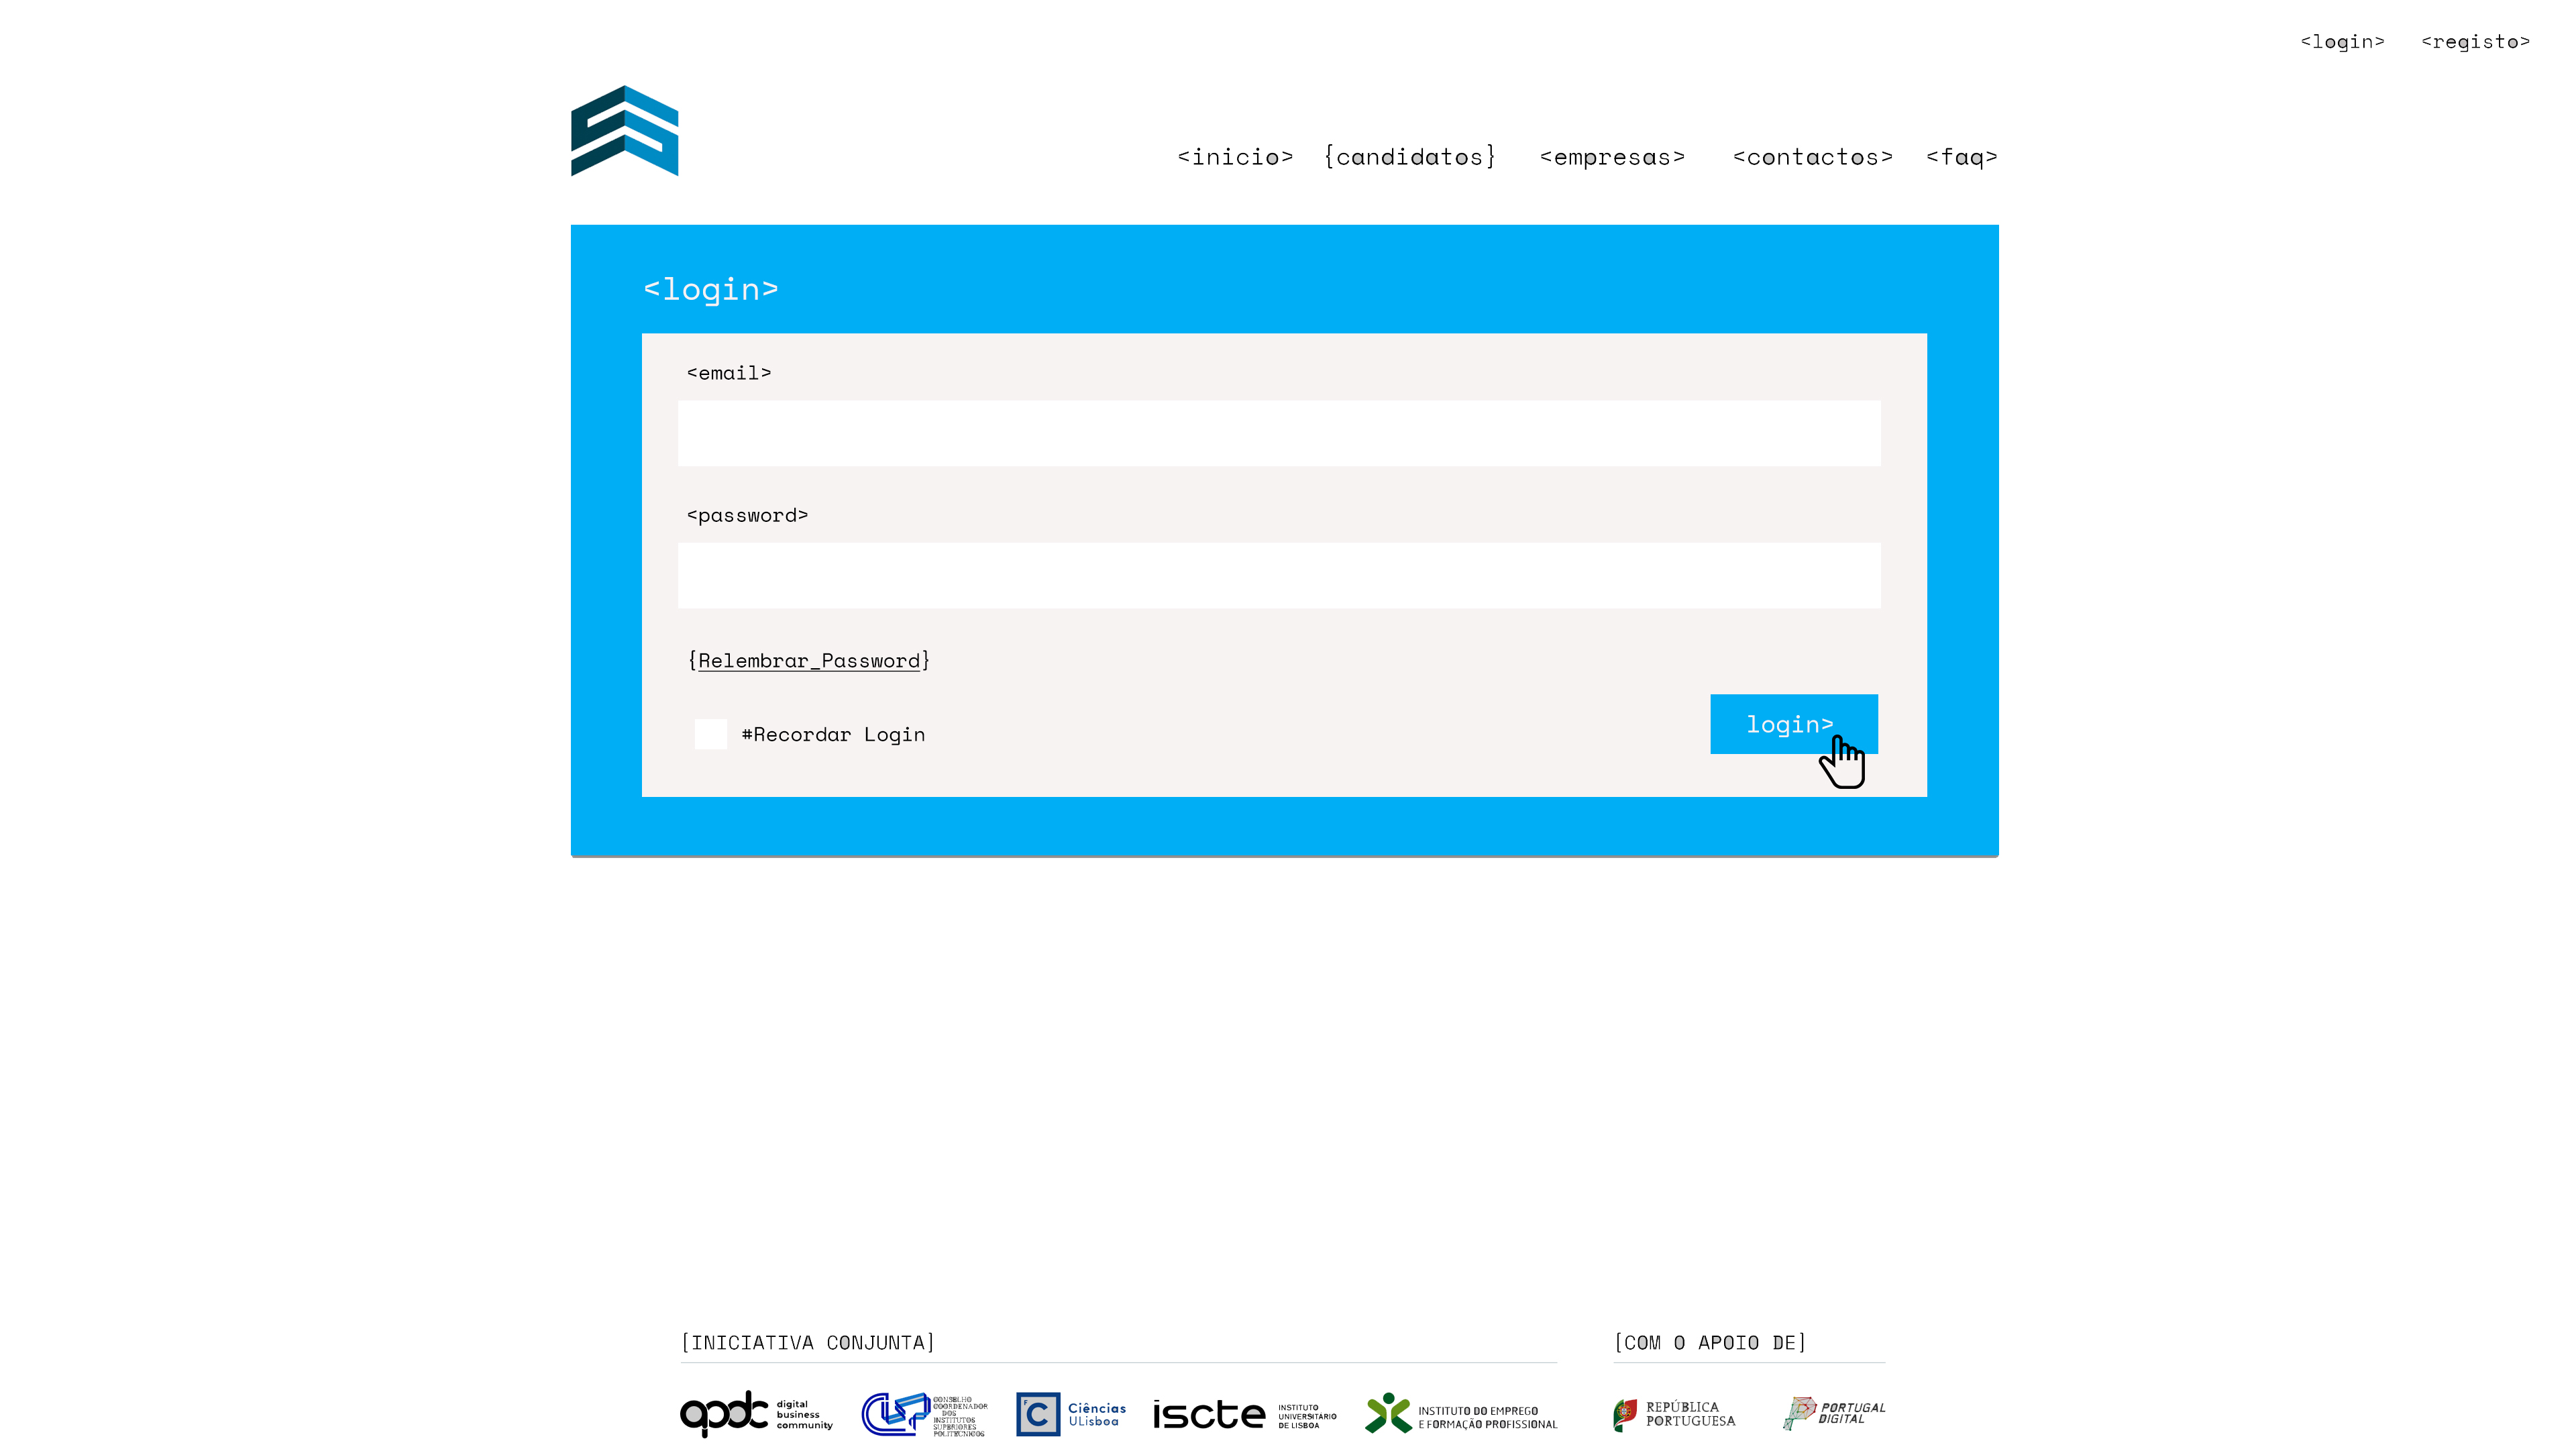 <login> <registo>
<inicio> {candidatos} <empresas> <contactos> <faq>
<login>
<email>
<password>
{Relembrar_Password}
#Recordar Login
login>
[INICIATIVA CONJUNTA] [COM O APOIO DE]
apdc digital
business
community
CONSELHO
COORDENADOR
DOS
INSTITUTOS
SUPERIORES
POLITÉCNICOS
F
C
Ciências
ULisboa
iscte INSTITUTO
UNIVERSITÁRIO
DE LISBOA
INSTITUTO DO EMPREGO
E FORMAÇÃO PROFISSIONAL
REPÚBLICA
PORTUGUESA
PORTUGAL
DIGITAL